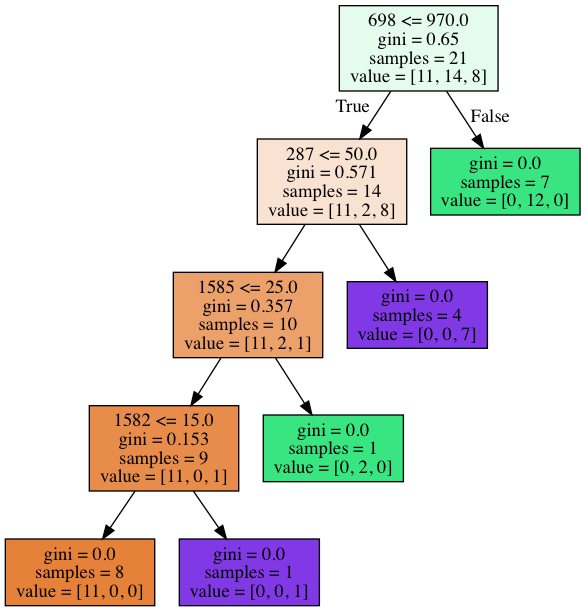 698 <= 970.0
gini = 0.65
samples = 21
value = [11, 14, 8]
True
False
287 <= 50.0
gini = 0.571
samples = 14
value = [11, 2, 8]
gini = 0.0
samples = 7
value = [0, 12, 0]
1585 <= 25.0
gini = 0.357
samples = 10
value = [11, 2, 1]
gini = 0.0
samples = 4
value = [0, 0, 7]
1582 <= 15.0
gini = 0.153
samples = 9
value = [11, 0, 1]
gini = 0.0
samples = 1
value = [0, 2, 0]
gini = 0.0
samples = 8
value = [11, 0, 0]
gini = 0.0
samples = 1
value = [0, 0, 1]